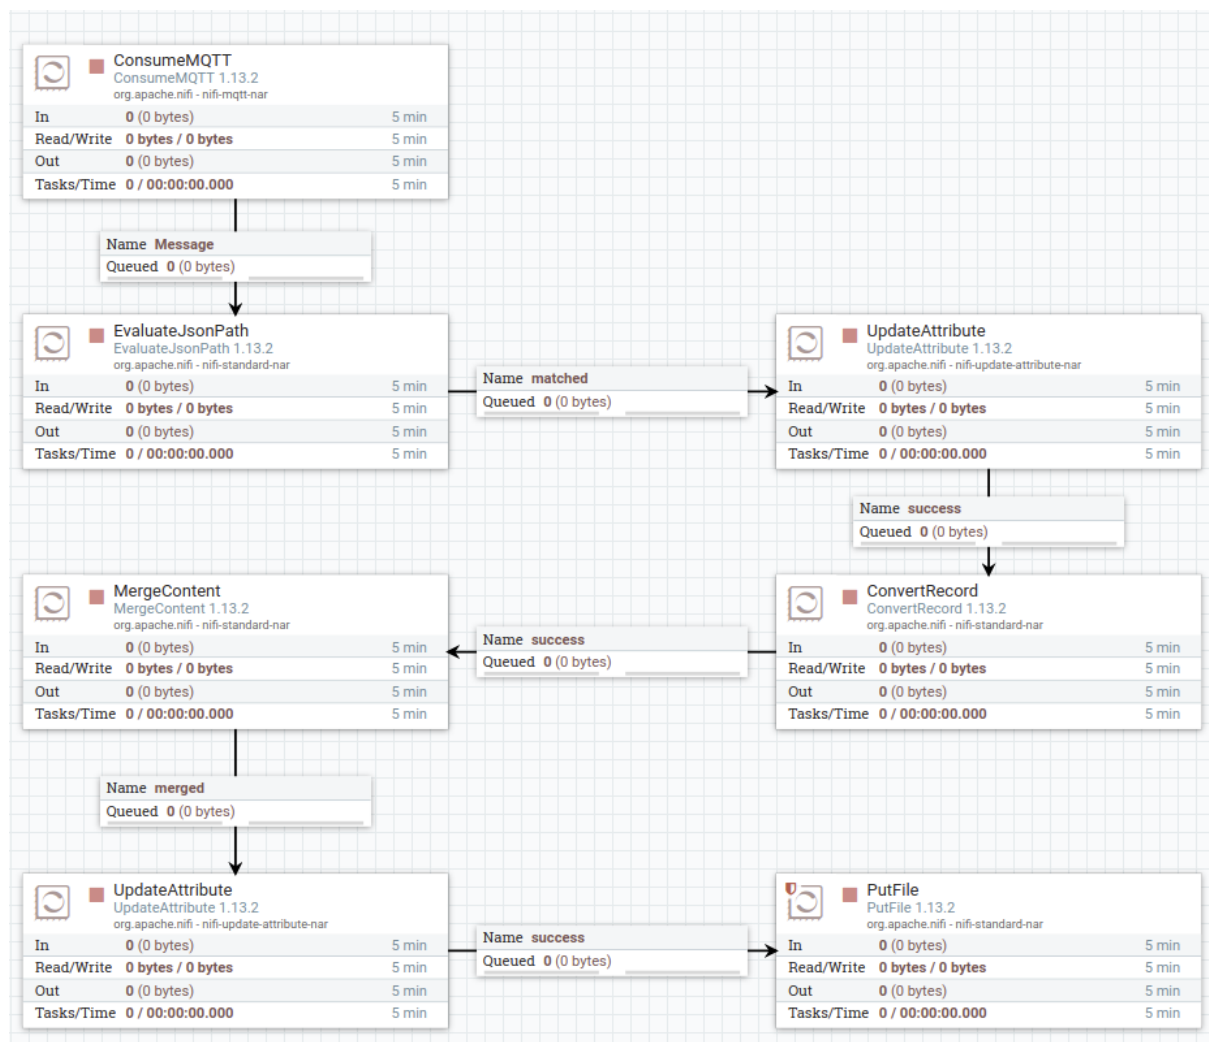 ConsumeMQTT
ConsumeMQTT 1.13.2
org.apache.nifi - nifi-mqtt-nar
In 0 (0 bytes) 5 min
Read/Write 0 bytes / 0 bytes 5 min
Out 0 (0 bytes) 5 min
Tasks/Time 0 / 00:00:00.000 5 min
Name Message
Queued 0 (0 bytes)
EvaluateJsonPath
EvaluateJsonPath 1.13.2
org.apache.nifi - nifi-standard-nar
In 0 (0 bytes) 5 min
Read/Write 0 bytes / 0 bytes 5 min
Out 0 (0 bytes) 5 min
Tasks/Time 0 / 00:00:00.000 5 min
Name matched
Queued 0 (0 bytes)
UpdateAttribute
UpdateAttribute 1.13.2
org.apache.nifi - nifi-update-attribute-nar
In 0 (0 bytes) 5 min
Read/Write 0 bytes / 0 bytes 5 min
Out 0 (0 bytes) 5 min
Tasks/Time 0 / 00:00:00.000 5 min
Name success
Queued 0 (0 bytes)
ConvertRecord
ConvertRecord 1.13.2
org.apache.nifi - nifi-standard-nar
In 0 (0 bytes) 5 min
Read/Write 0 bytes / 0 bytes 5 min
Out 0 (0 bytes) 5 min
Tasks/Time 0 / 00:00:00.000 5 min
Name success
Queued 0 (0 bytes)
MergeContent
MergeContent 1.13.2
org.apache.nifi - nifi-standard-nar
In 0 (0 bytes) 5 min
Read/Write 0 bytes / 0 bytes 5 min
Out 0 (0 bytes) 5 min
Tasks/Time 0 / 00:00:00.000 5 min
Name merged
Queued 0 (0 bytes)
UpdateAttribute
UpdateAttribute 1.13.2
org.apache.nifi - nifi-update-attribute-nar
In 0 (0 bytes) 5 min
Read/Write 0 bytes / 0 bytes 5 min
Out 0 (0 bytes) 5 min
Tasks/Time 0 / 00:00:00.000 5 min
Name success
Queued 0 (0 bytes)
PutFile
PutFile 1.13.2
org.apache.nifi - nifi-standard-nar
In 0 (0 bytes) 5 min
Read/Write 0 bytes / 0 bytes 5 min
Out 0 (0 bytes) 5 min
Tasks/Time 0 / 00:00:00.000 5 min